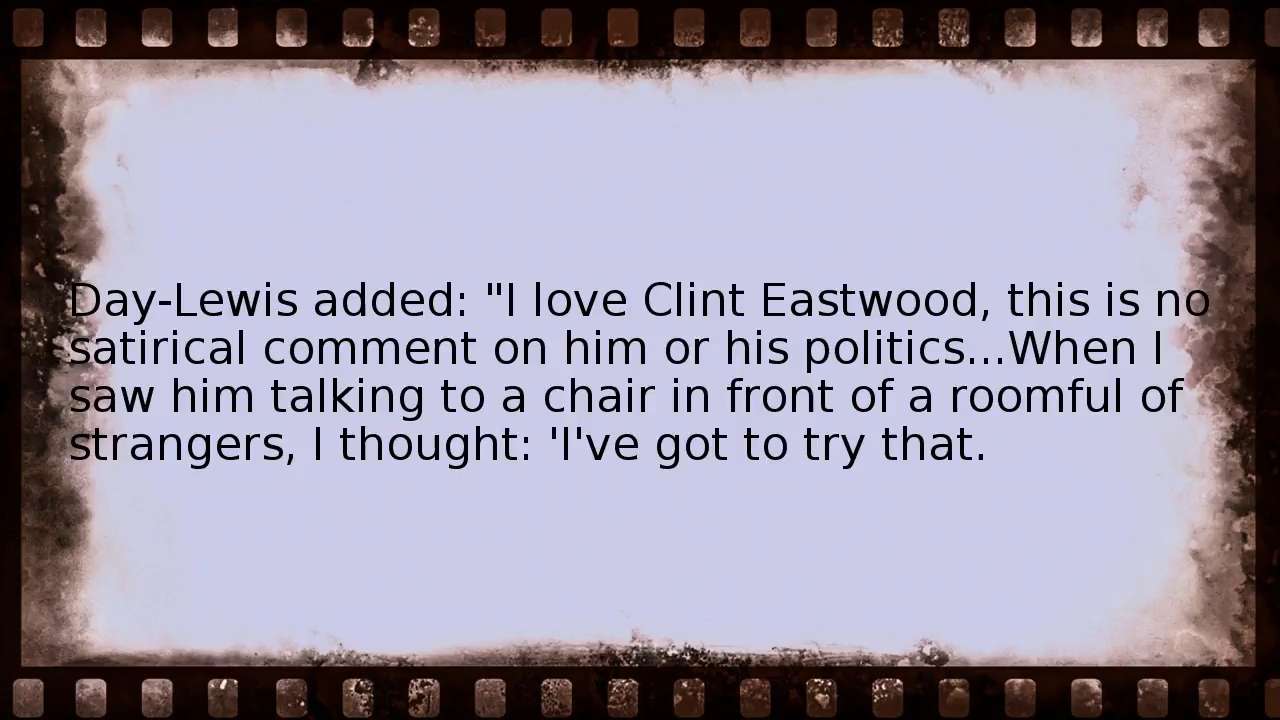 Day-Lewis added: "I love Clint Eastwood, this is no
satirical comment on him or his politics...When I
saw him talking to a chair in front of a roomful of
strangers, I thought: 'I've got to try that.